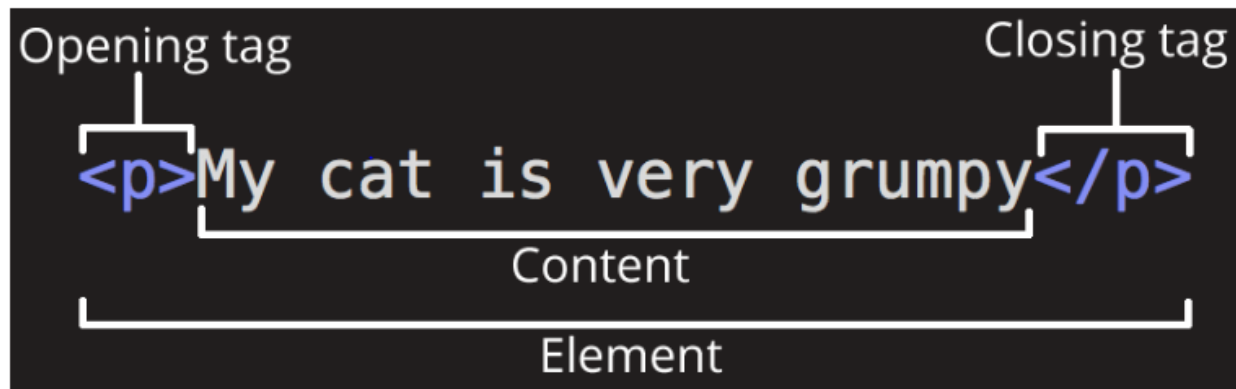 Opening tag
Closing tag
<p>My cat is very grumpy</p>
Content
Element